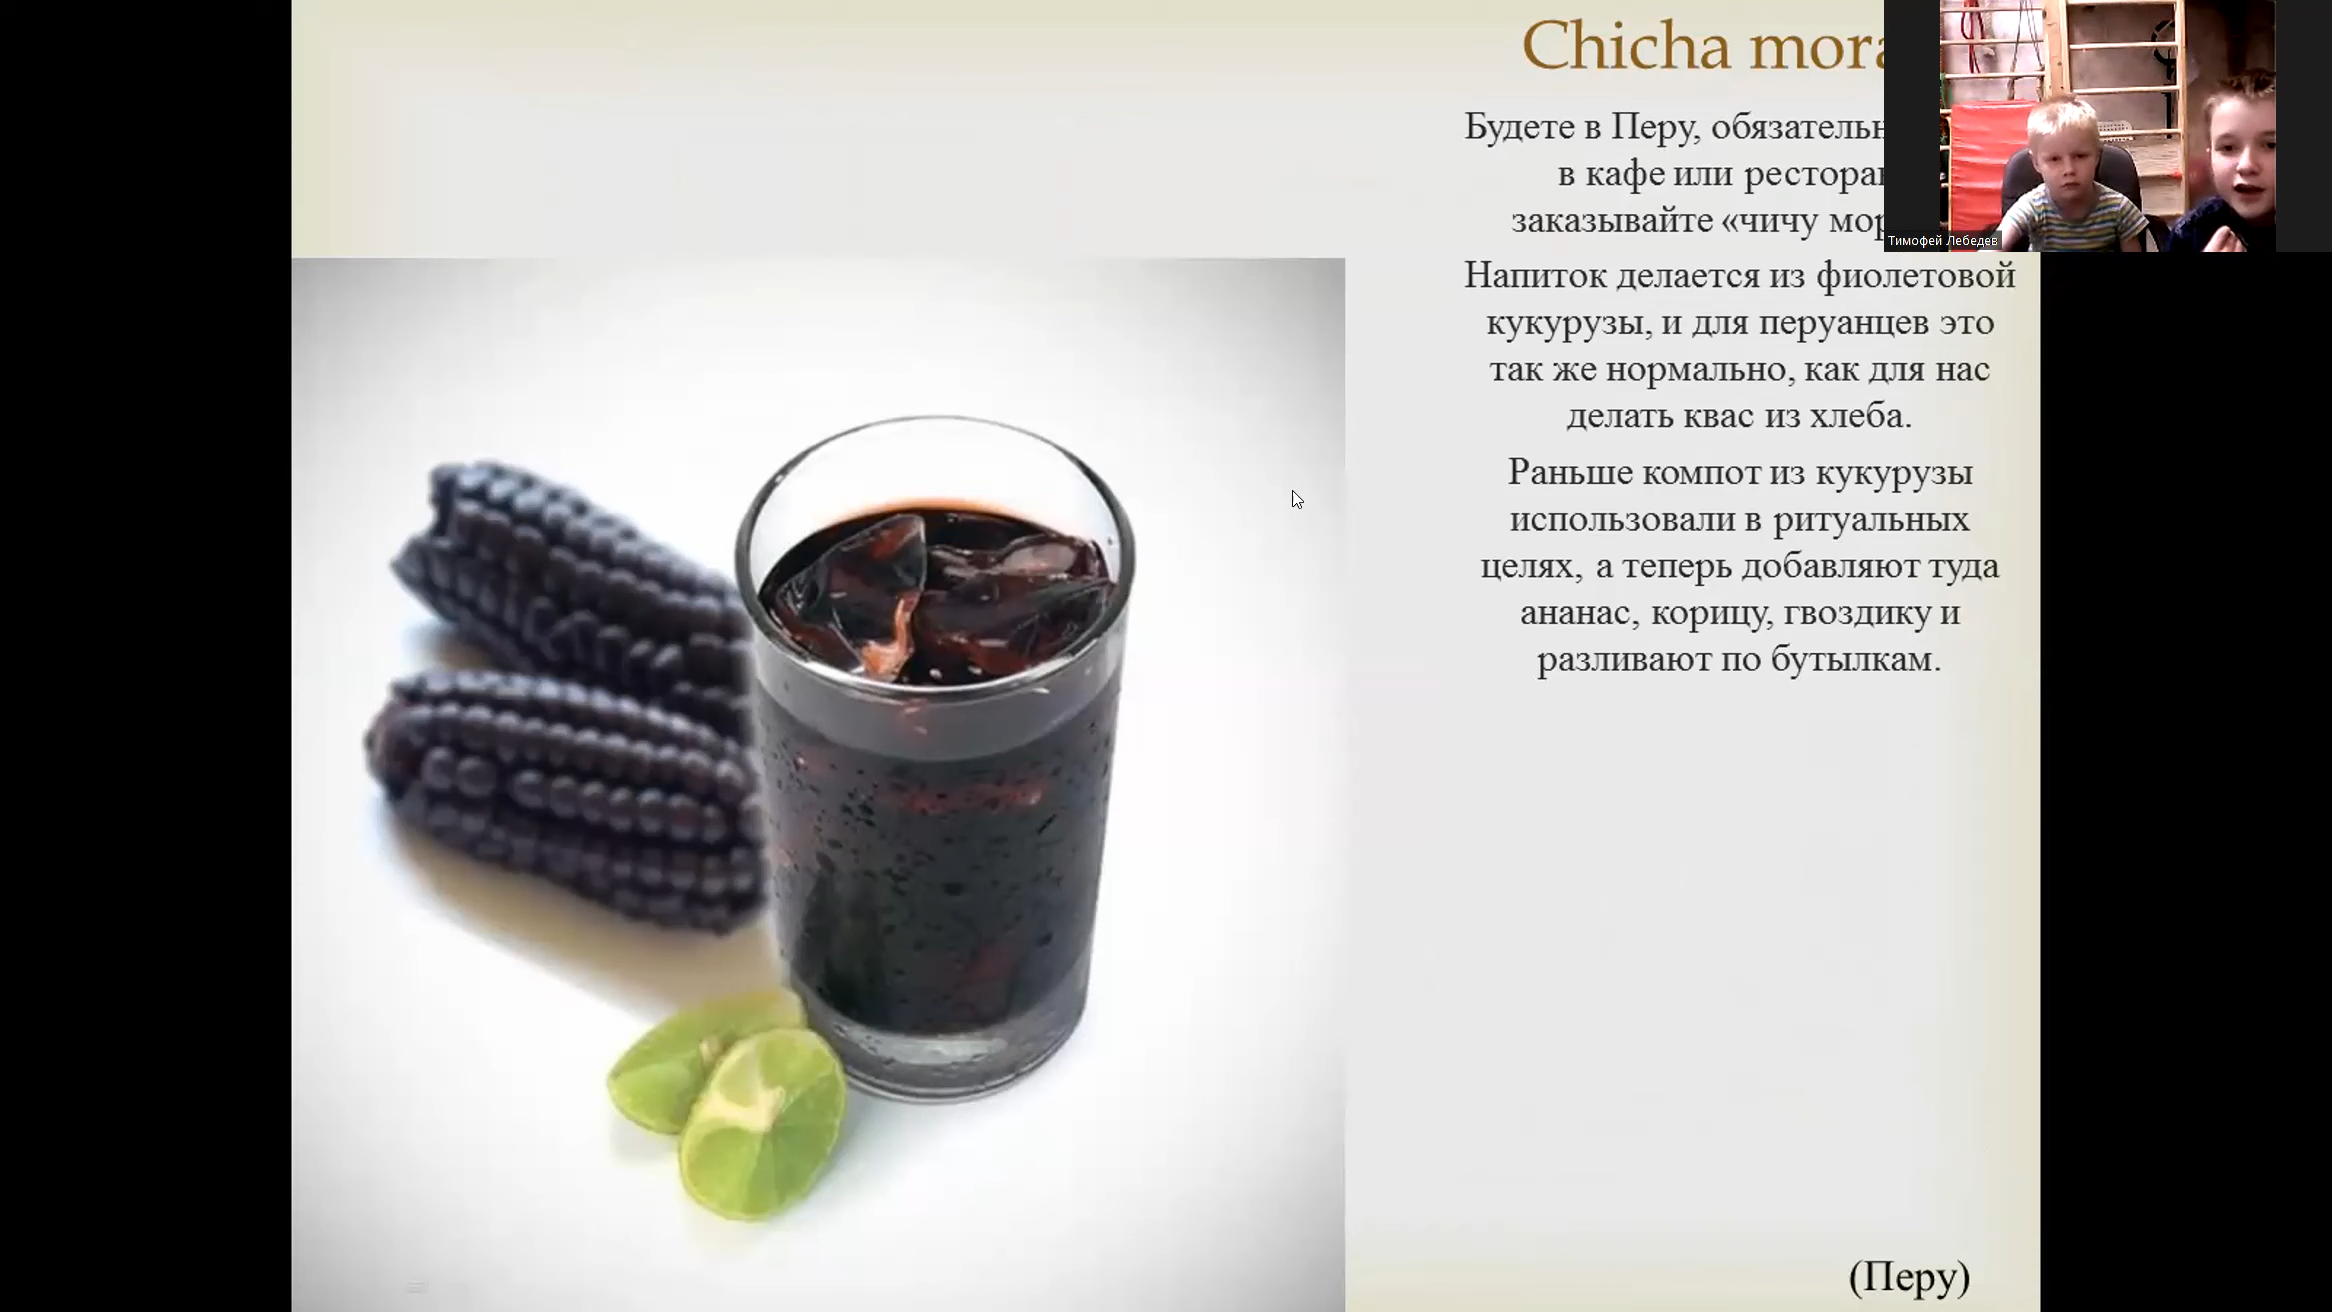 Chicha mora
Будете в Перу, обязательн
в кафе или ресторан
заказывайте «чичу мор
Тимофей Лебедев
Напиток делается из фиолетовой
кукурузы, и для перуанцев это
так же нормально, как для нас
делать квас из хлеба.
Раньше компот из кукурузы
использовали в ритуальных
целях, а теперь добавляют туда
ананас, корицу, гвоздику и
разливают по бутылкам.
(Перу)